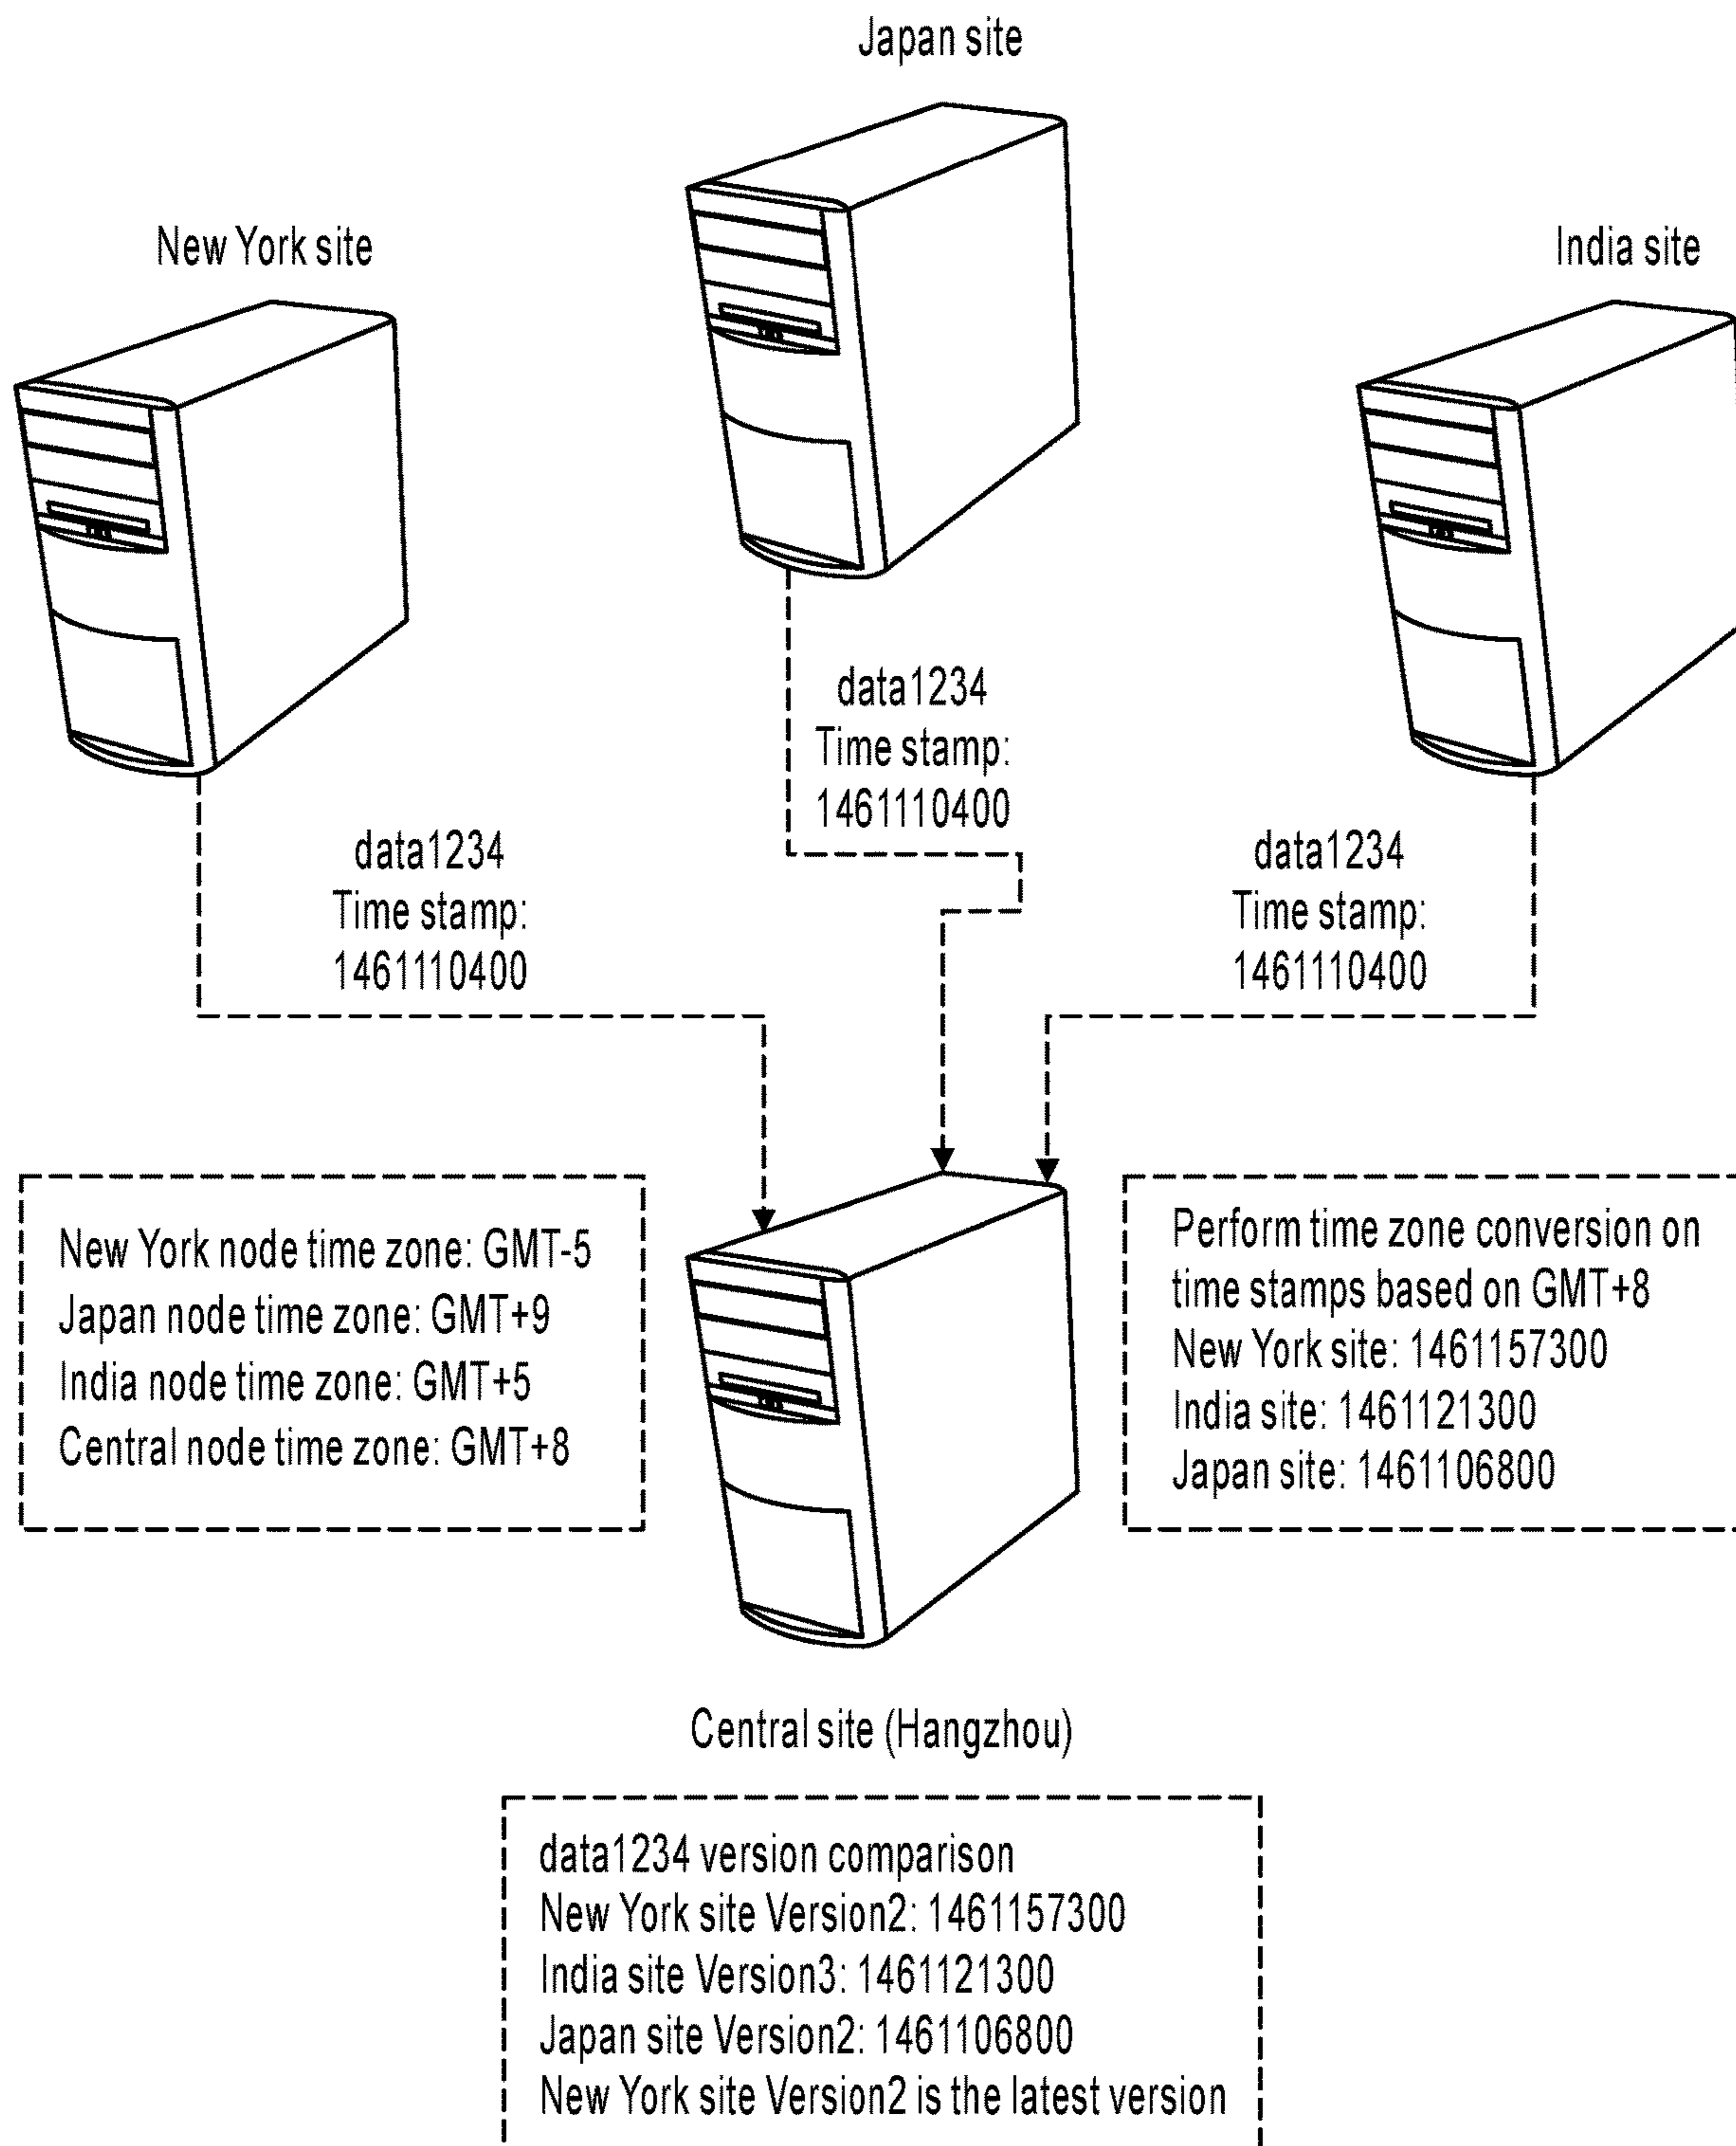 Japan site
New York site
India site
data1234
Time stamp:
1461110400
data1234
Time stamp:
1461110400
data1234
Time stamp:
1461110400
New York node time zone: GMT-5
Japan node time zone: GMT+9
India node time zone: GMT+5
Central node time zone: GMT+8
Perform time zone conversion on
time stamps based on GMT+8
New York site: 1461157300
India site: 1461121300
Japan site: 1461106800
Central site (Hangzhou)
data1234 version comparison
New York site Version2: 1461157300
India site Version3: 1461121300
Japan site Version2: 1461106800
New York site Version2 is the latest version